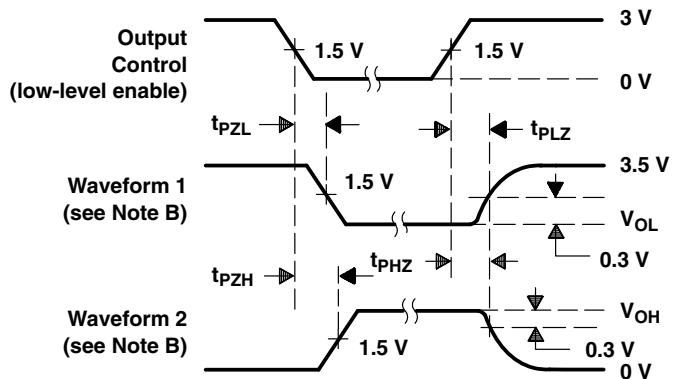 3 V
Output
Control
(low-level enable)
1.5 V
1.5 V
0 V
tPZL
tPLZ
3.5 V
Waveform 1
(see Note B)
1.5 V
VOL
0.3 V
tPZH
tPHZ
VOH
Waveform 2
(see Note B)
1.5 V
0.3 V
0 V